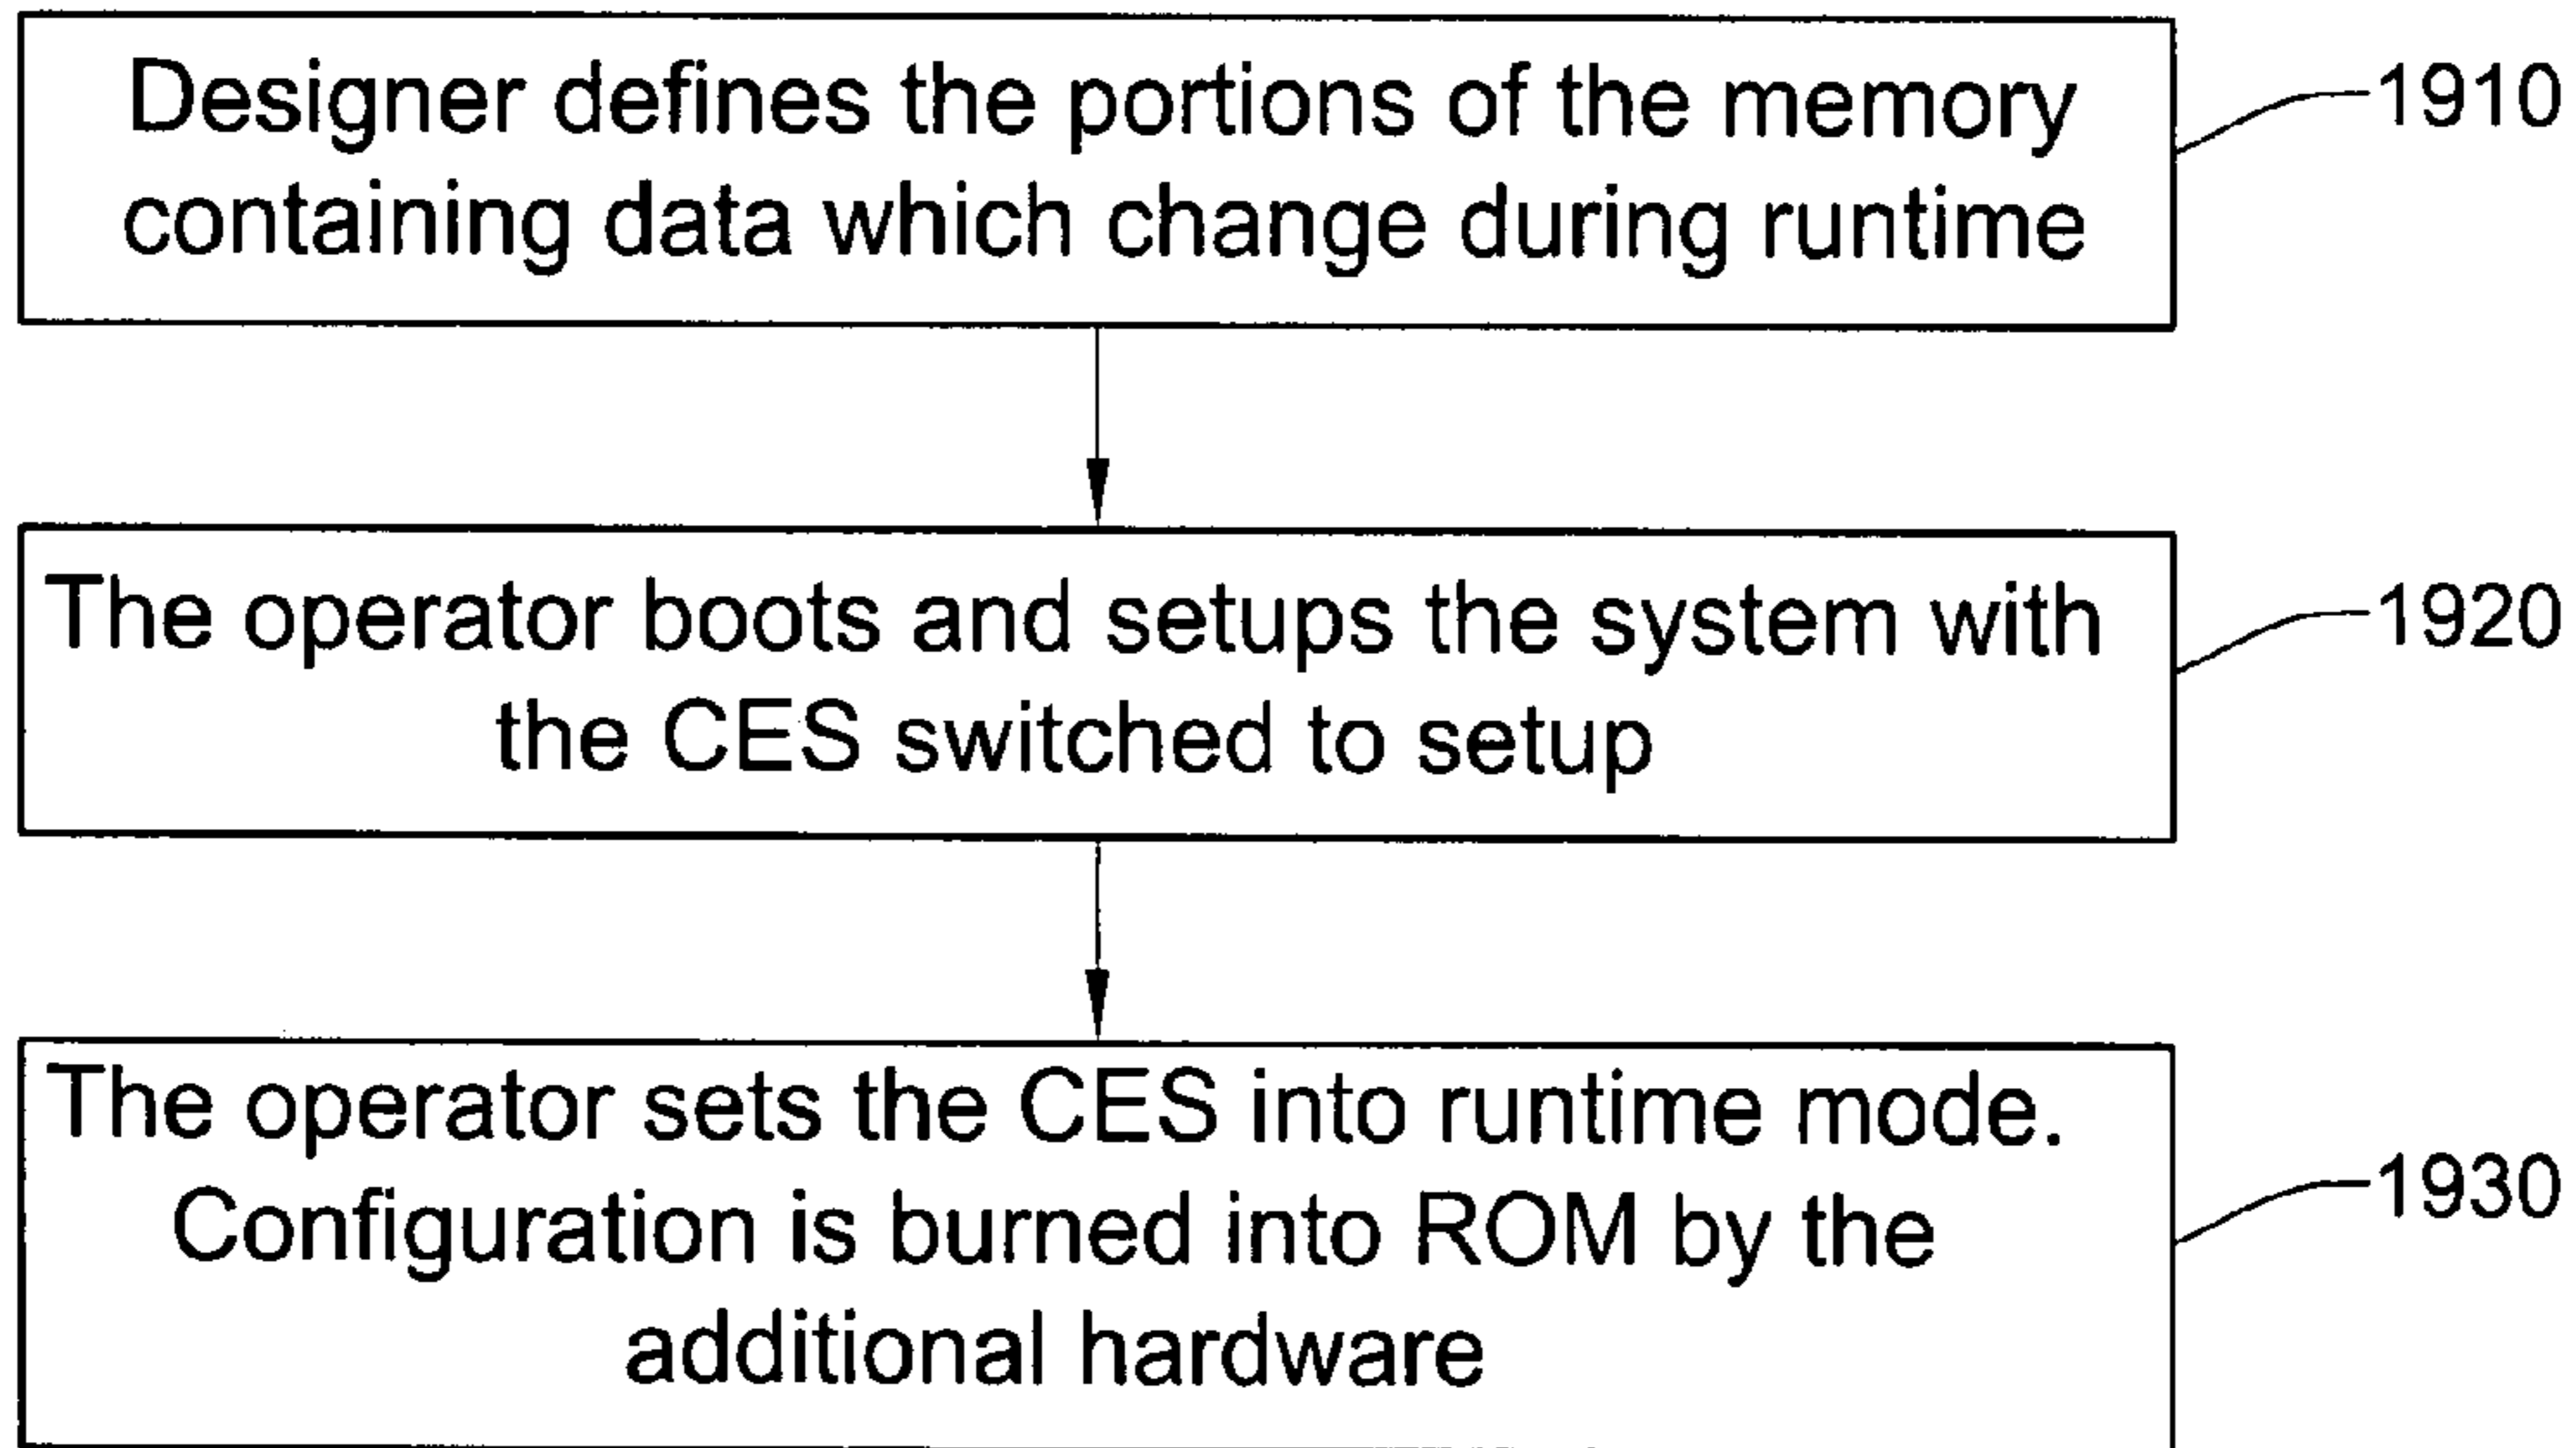 Designer defines the portions of the memory
containing data which change during runtime
1910
The operator boots and setups the system with
the CES switched to setup
1920
The operator sets the CES into runtime mode.
Configuration is burned into ROM by the
additional hardware
1930